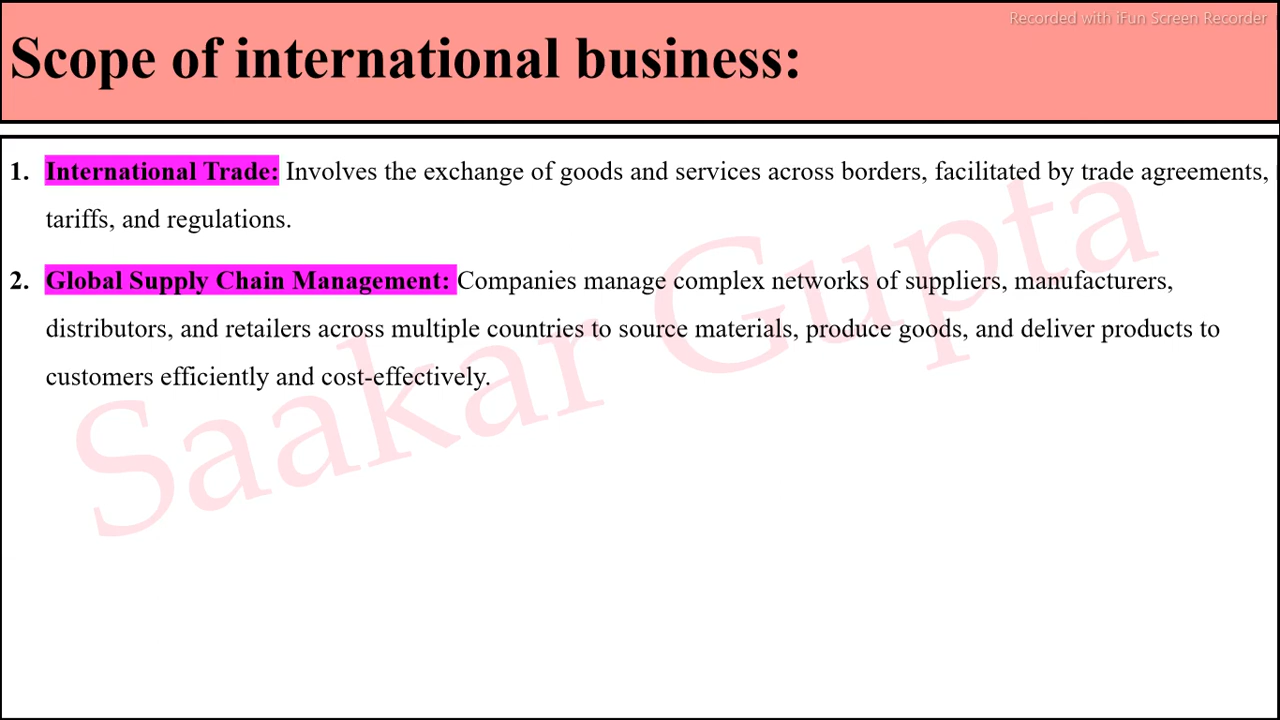 Recorded with iFun Screen Recorder
Scope of international business:
1. International Trade: Involves the exchange of goods and services across borders, facilitated by trade agreements,
tariffs, and regulations.
2. Global Supply Chain Management: Companies manage complex networks of suppliers, manufacturers,
distributors, and retailers across multiple countries to source materials, produce goods, and deliver products to
customers efficiently and cost-effectively.
Saakar Gupta